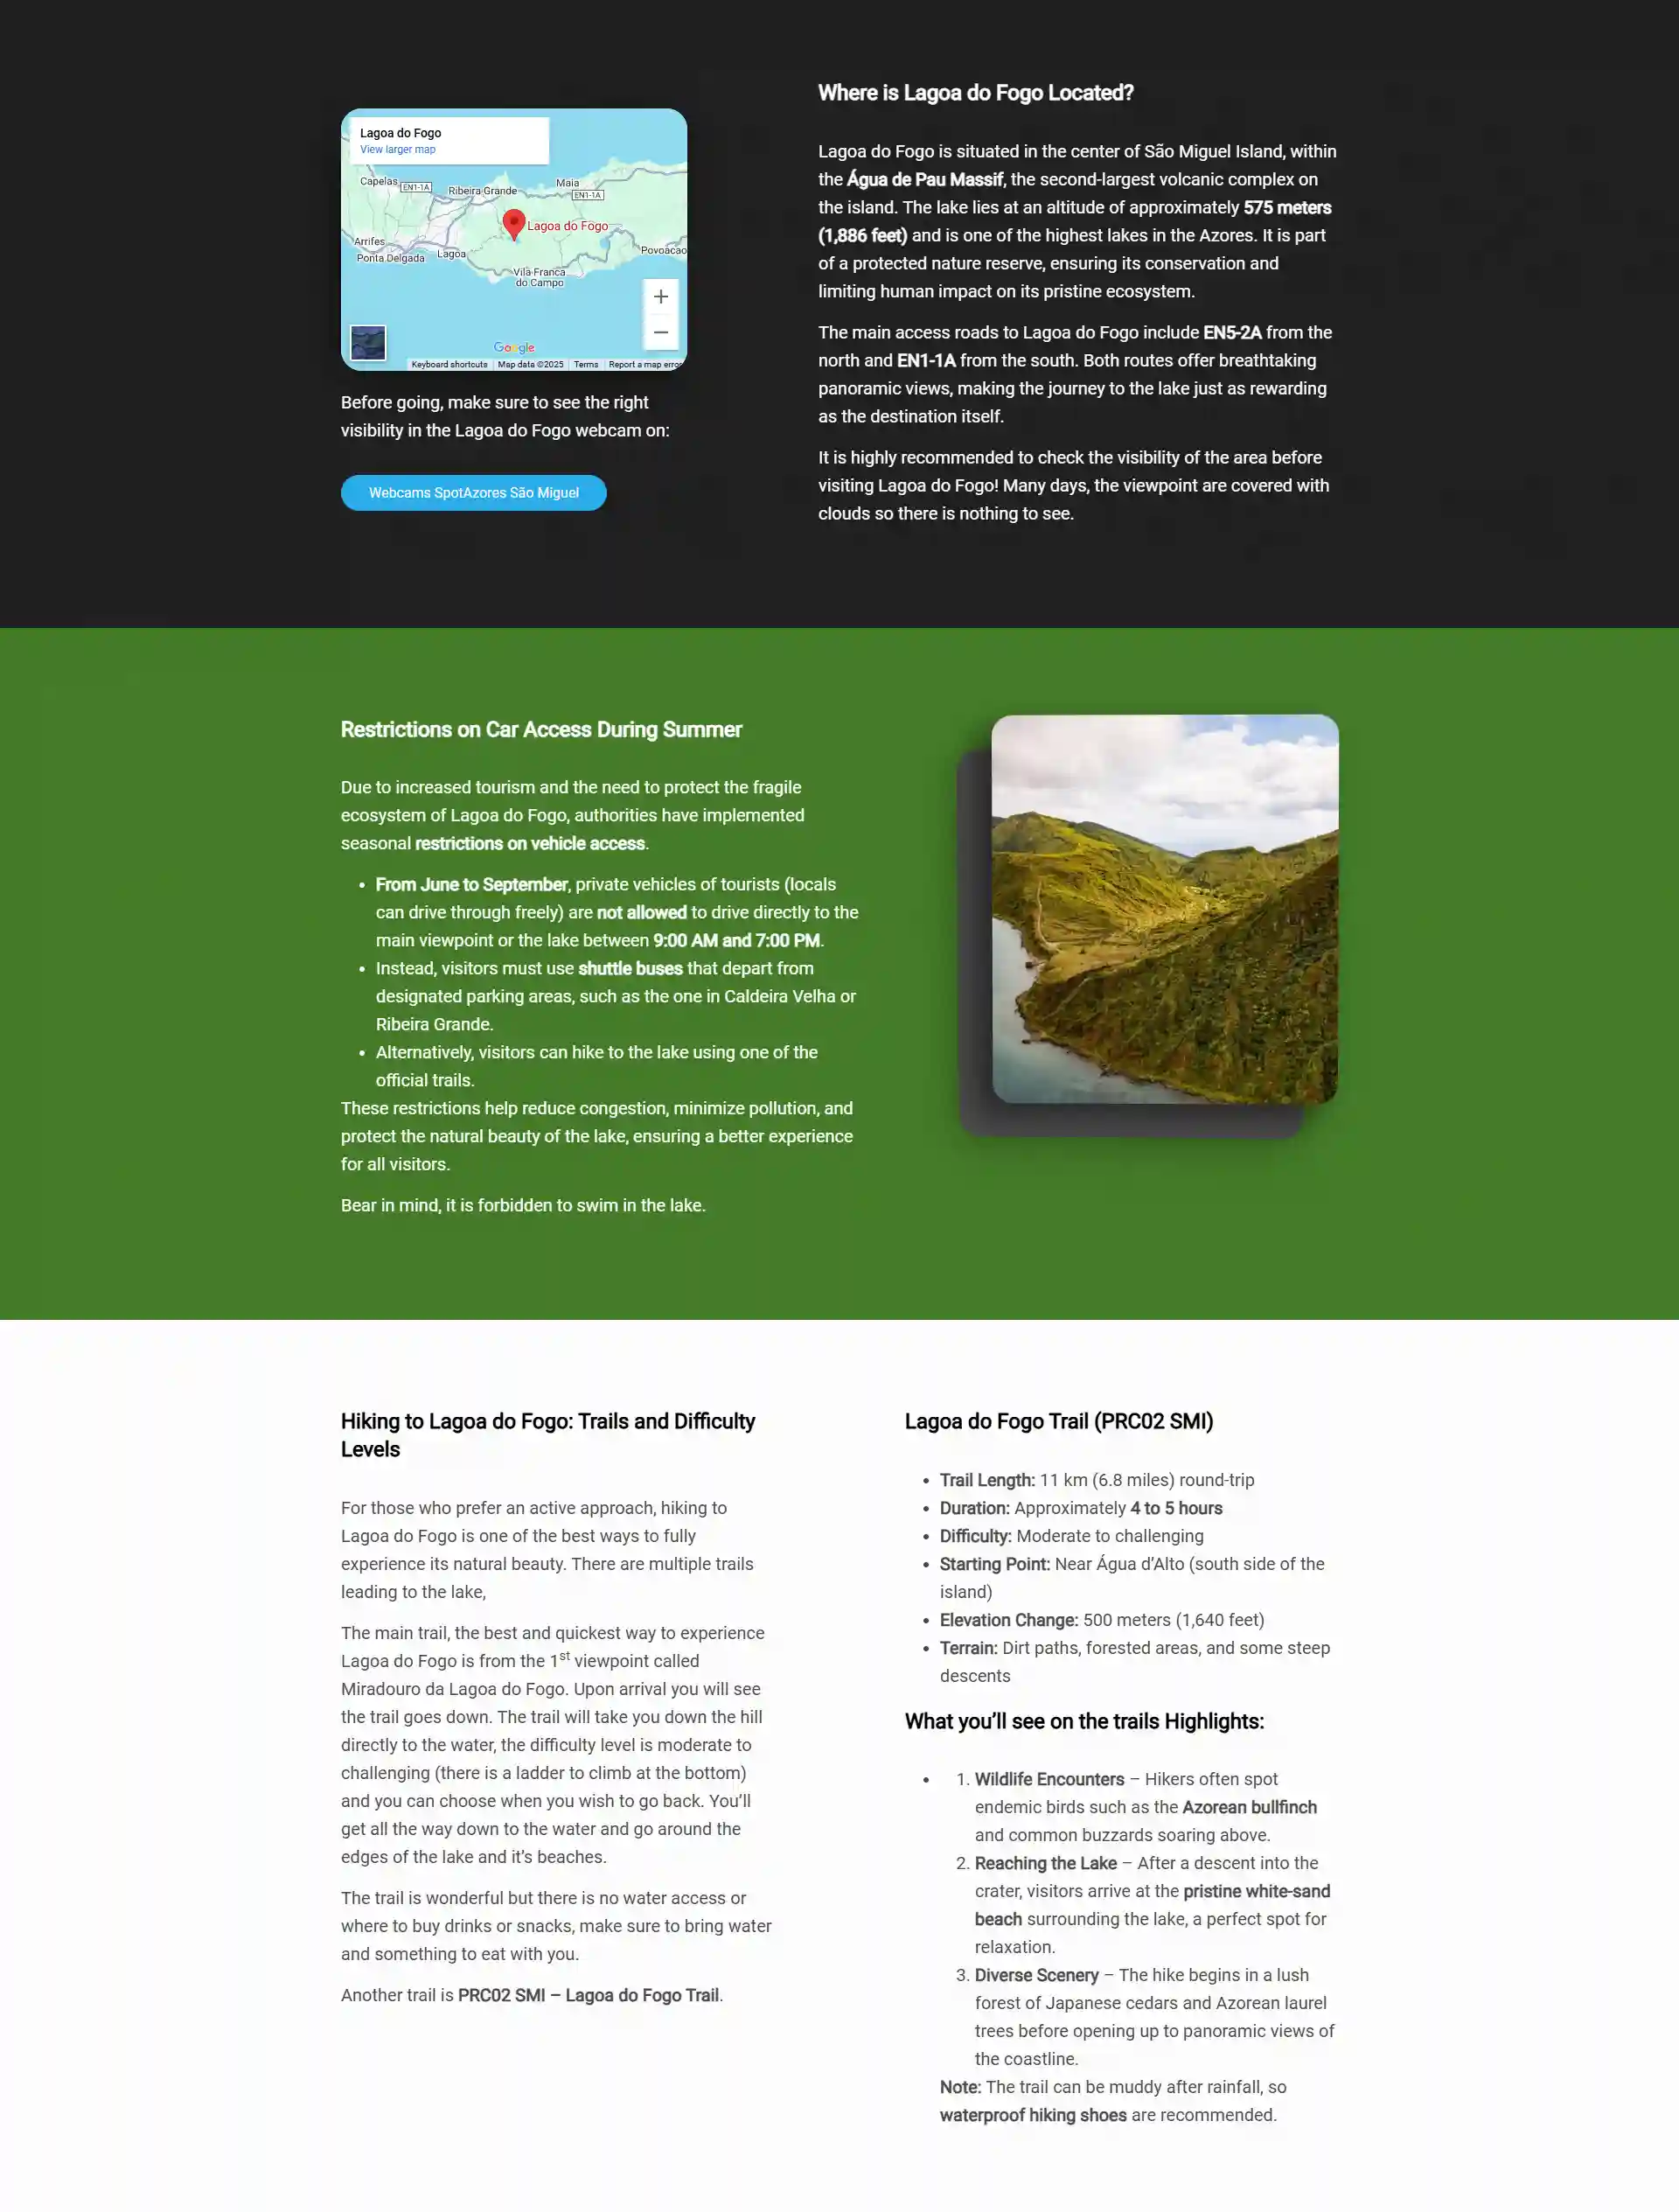 Lagoa do Fogo
View larger map
Capelas
EN1-1A
Ribeira Grande
Maia
EN1-1A
Lagoa do Fogo
Arrifes
Ponta Delgada
Lagoa
Povoacao
Vila Franca
do Campo
+
−
Google
Keyboard shortcuts
Map data ©2025
Terms
Report a map error
Before going, make sure to see the right
visibility in the Lagoa do Fogo webcam on:
Webcams SpotAzores São Miguel
Where is Lagoa do Fogo Located?
Lagoa do Fogo is situated in the center of São Miguel Island, within
the Água de Pau Massif, the second-largest volcanic complex on
the island. The lake lies at an altitude of approximately 575 meters
(1,886 feet) and is one of the highest lakes in the Azores. It is part
of a protected nature reserve, ensuring its conservation and
limiting human impact on its pristine ecosystem.
The main access roads to Lagoa do Fogo include EN5-2A from the
north and EN1-1A from the south. Both routes offer breathtaking
panoramic views, making the journey to the lake just as rewarding
as the destination itself.
It is highly recommended to check the visibility of the area before
visiting Lagoa do Fogo! Many days, the viewpoint are covered with
clouds so there is nothing to see.
Restrictions on Car Access During Summer
Due to increased tourism and the need to protect the fragile
ecosystem of Lagoa do Fogo, authorities have implemented
seasonal restrictions on vehicle access.
• From June to September, private vehicles of tourists (locals
can drive through freely) are not allowed to drive directly to the
main viewpoint or the lake between 9:00 AM and 7:00 PM.
• Instead, visitors must use shuttle buses that depart from
designated parking areas, such as the one in Caldeira Velha or
Ribeira Grande.
• Alternatively, visitors can hike to the lake using one of the
official trails.
These restrictions help reduce congestion, minimize pollution, and
protect the natural beauty of the lake, ensuring a better experience
for all visitors.
Bear in mind, it is forbidden to swim in the lake.
Hiking to Lagoa do Fogo: Trails and Difficulty
Levels
For those who prefer an active approach, hiking to
Lagoa do Fogo is one of the best ways to fully
experience its natural beauty. There are multiple trails
leading to the lake,
The main trail, the best and quickest way to experience
Lagoa do Fogo is from the 1st viewpoint called
Miradouro da Lagoa do Fogo. Upon arrival you will see
the trail goes down. The trail will take you down the hill
directly to the water, the difficulty level is moderate to
challenging (there is a ladder to climb at the bottom)
and you can choose when you wish to go back. You’ll
get all the way down to the water and go around the
edges of the lake and it’s beaches.
The trail is wonderful but there is no water access or
where to buy drinks or snacks, make sure to bring water
and something to eat with you.
Another trail is PRC02 SMI – Lagoa do Fogo Trail.
Lagoa do Fogo Trail (PRC02 SMI)
• Trail Length: 11 km (6.8 miles) round-trip
• Duration: Approximately 4 to 5 hours
• Difficulty: Moderate to challenging
• Starting Point: Near Água d’Alto (south side of the
island)
• Elevation Change: 500 meters (1,640 feet)
• Terrain: Dirt paths, forested areas, and some steep
descents
What you’ll see on the trails Highlights:
• 1. Wildlife Encounters – Hikers often spot
endemic birds such as the Azorean bullfinch
and common buzzards soaring above.
2. Reaching the Lake – After a descent into the
crater, visitors arrive at the pristine white-sand
beach surrounding the lake, a perfect spot for
relaxation.
3. Diverse Scenery – The hike begins in a lush
forest of Japanese cedars and Azorean laurel
trees before opening up to panoramic views of
the coastline.
Note: The trail can be muddy after rainfall, so
waterproof hiking shoes are recommended.